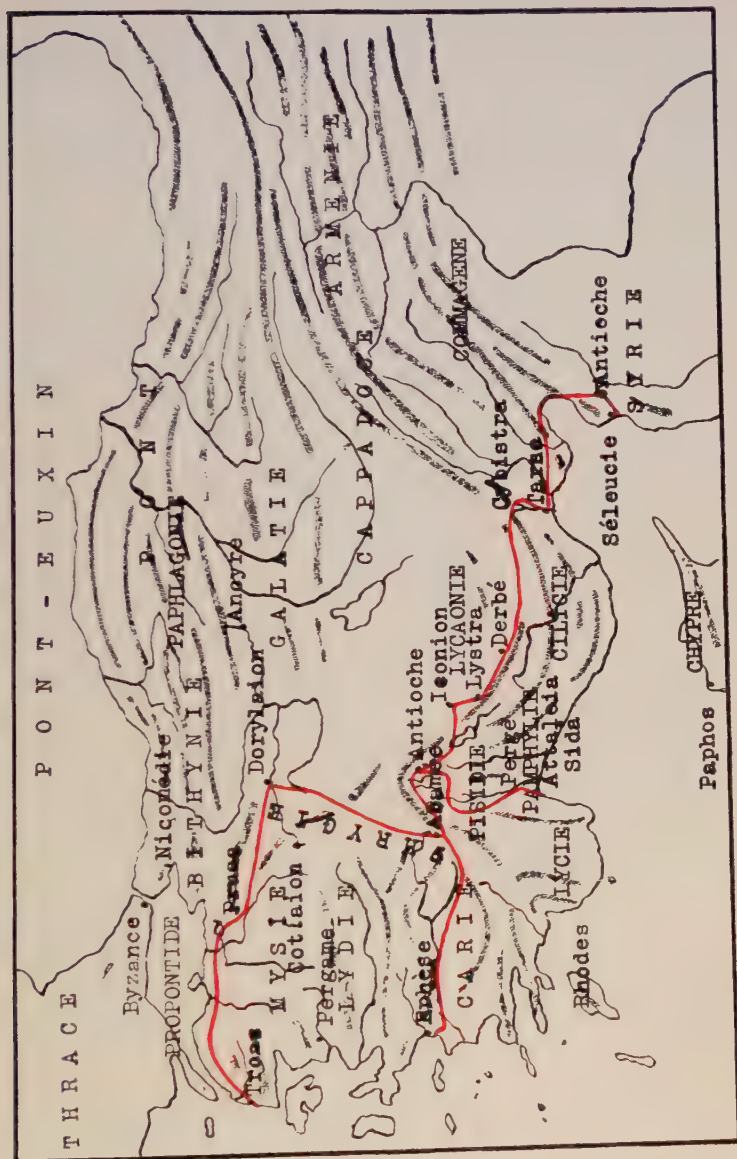 PONT-EUXIN
THRACE
Byzance
Nicomédie
PROPONTIDE
BITHYNIE
PAPHLAGONIE
PONT
Ancyre
GALATIE
Dorylaion
ARMENIE
CAPPADOCE
MYSIE
Cotiaion
Troas
Pergame
LYDIE
COMMAGENE
Antioche
Iconion
LYCAONIE
Lystra
Derbé
Cybistra
Tarse
Antioche
SYRIE
Séleucie
Ephèse
CARIE
PISIDIE
Perge
PAMPHYLIE
Attaleia
Sida
CILICIE
LYCIE
Rhodes
CHYPRE
Paphos